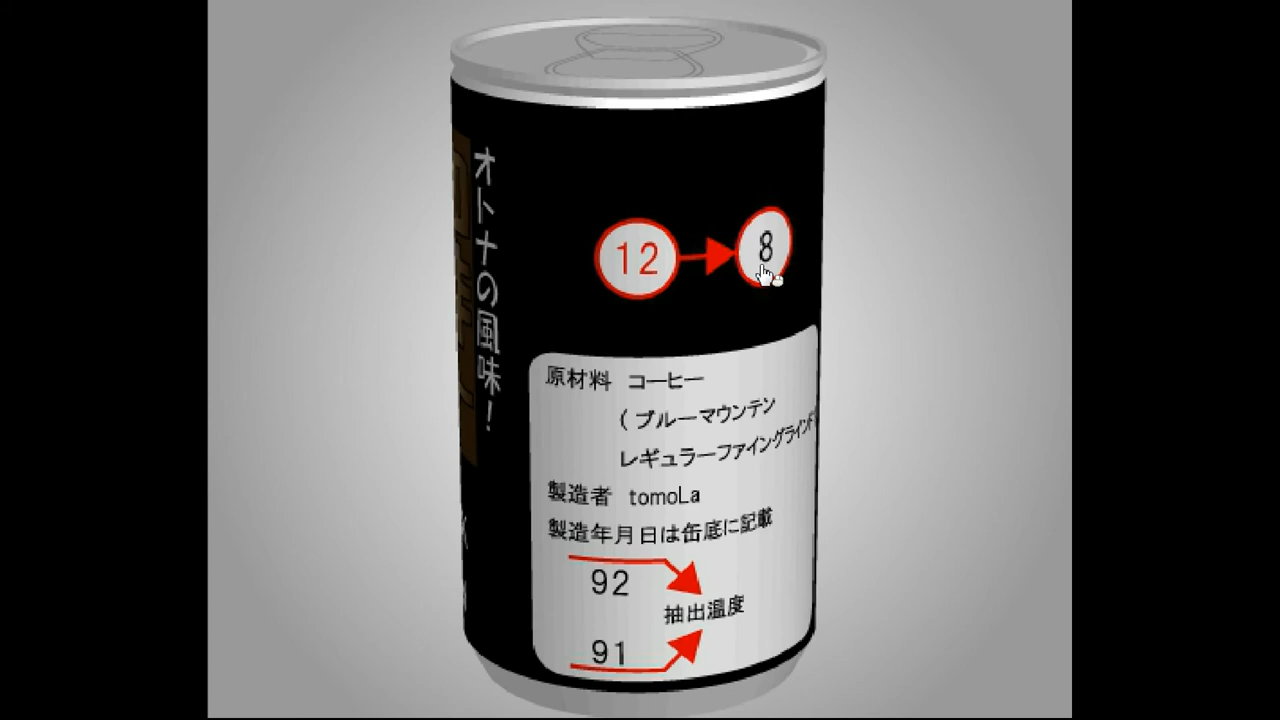 オトナの風味！
12 8
原材料 コーヒー
(ブルーマウンテン
レギュラーファイングラインド
製造者 tomoLa
製造年月日は缶底に記載
92
抽出温度
91